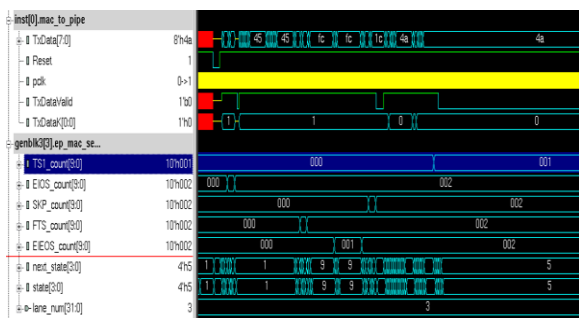 inst[0].mac_to_pipe
TxData[7:0] 8'h4a 45 45 fc fc 1c 4a 4a
Reset 1
pclk 0->1
TxDataValid 1'b0
TxDataK[0:0] 1'h0 1 1 0 0
genblk3[3].ep_mac_se...
TS1_count[9:0] 10'h001 000 001
EIOS_count[9:0] 10'h002 000 002
SKP_count[9:0] 10'h002 000 002
FTS_count[9:0] 10'h002 000 002
EIEOS_count[9:0] 10'h002 000 001 002
next_state[3:0] 4'h5 1 1 9 9 5
state[3:0] 4'h5 1 1 9 9 5
lane_num[31:0] 3 3